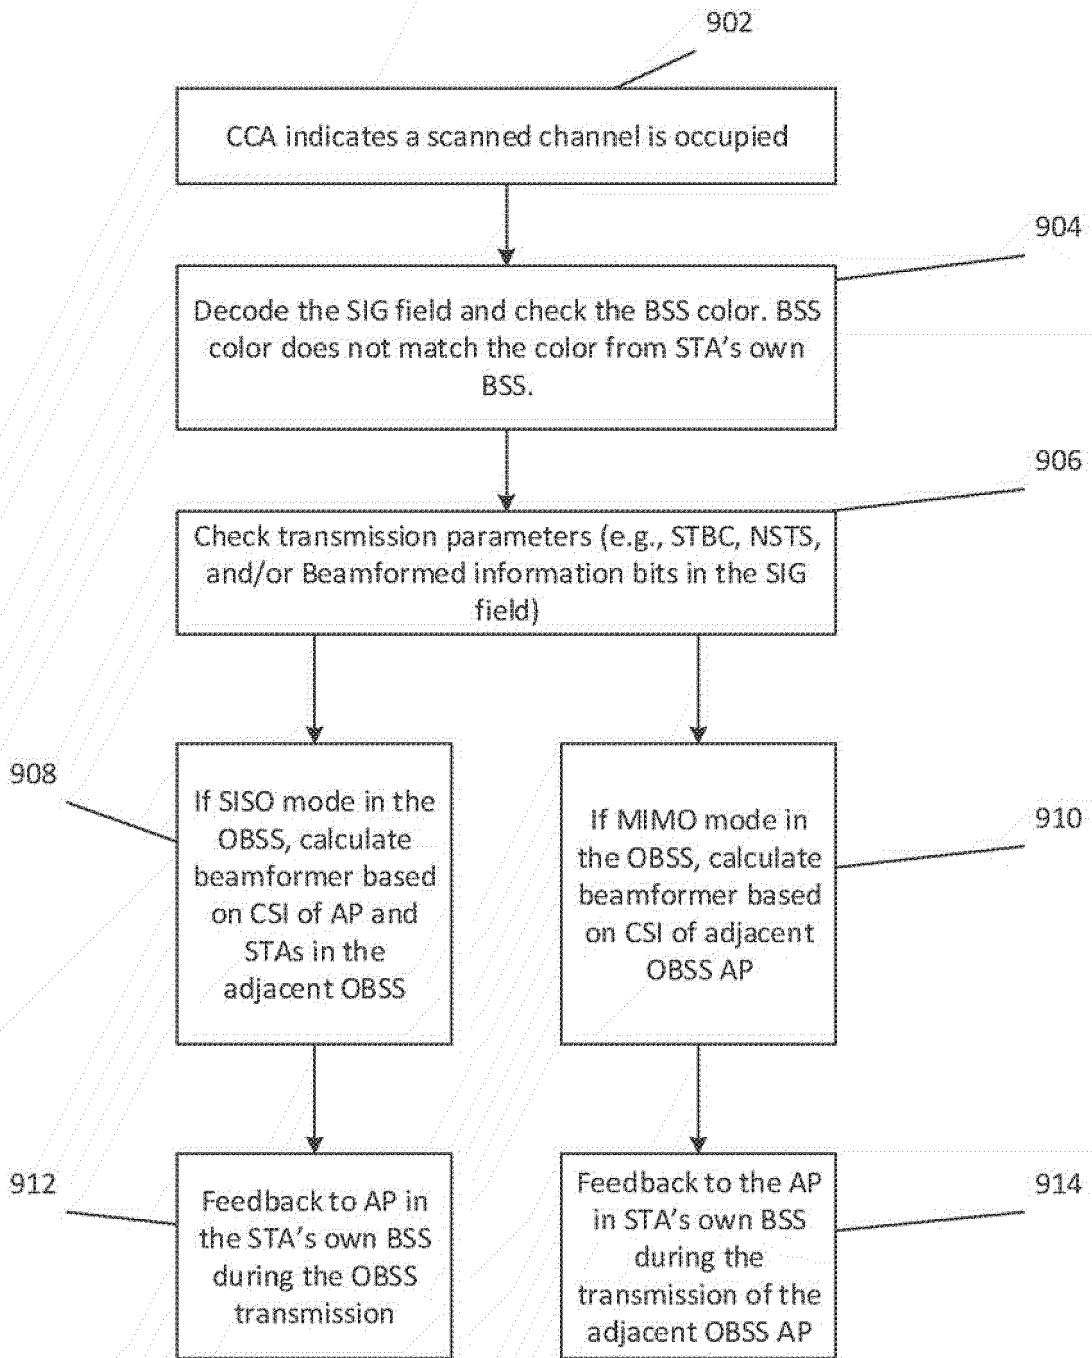 902
CCA indicates a scanned channel is occupied
904
Decode the SIG field and check the BSS color. BSS
color does not match the color from STA's own
BSS.
906
Check transmission parameters (e.g., STBC, NSTS,
and/or Beamformed information bits in the SIG
field)
908
If SISO mode in the
OBSS, calculate
beamformer based
on CSI of AP and
STAs in the
adjacent OBSS
910
If MIMO mode in
the OBSS, calculate
beamformer based
on CSI of adjacent
OBSS AP
912
Feedback to AP in
the STA's own BSS
during the OBSS
transmission
914
Feedback to the AP
in STA's own BSS
during the
transmission of the
adjacent OBSS AP